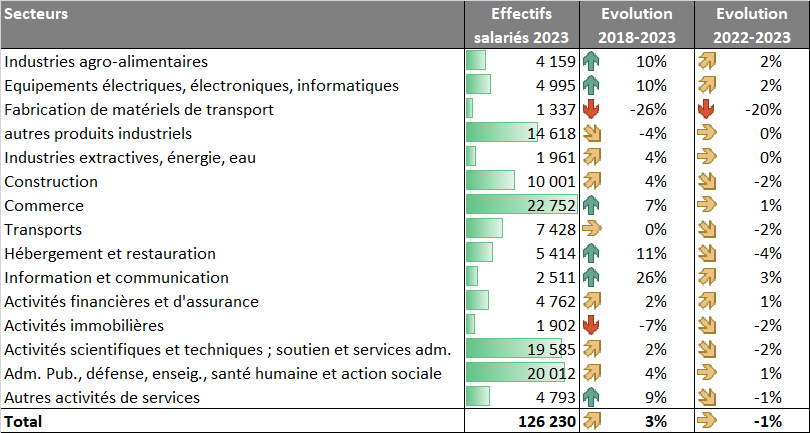 Secteurs Effectifs salariés 2023 Evolution 2018-2023 Evolution 2022-2023
Industries agro-alimentaires 4 159 10% 2%
Equipements électriques, électroniques, informatiques 4 995 10% 2%
Fabrication de matériels de transport 1 337 -26% -20%
autres produits industriels 14 618 -4% 0%
Industries extractives, énergie, eau 1 961 4% 0%
Construction 10 001 4% -2%
Commerce 22 752 7% 1%
Transports 7 428 0% -2%
Hébergement et restauration 5 414 11% -4%
Information et communication 2 511 26% 3%
Activités financières et d'assurance 4 762 2% 1%
Activités immobilières 1 902 -7% -2%
Activités scientifiques et techniques ; soutien et services adm. 19 585 2% -2%
Adm. Pub., défense, enseig., santé humaine et action sociale 20 012 4% 1%
Autres activités de services 4 793 9% -1%
Total 126 230 3% -1%